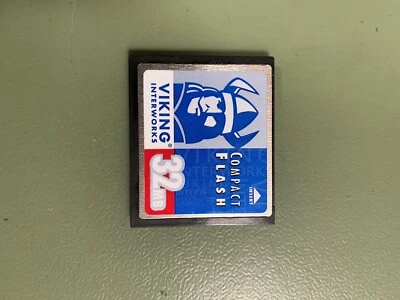 VIKING®
INTERWORKS
32MB
COMPACT
FLASH
INSERT